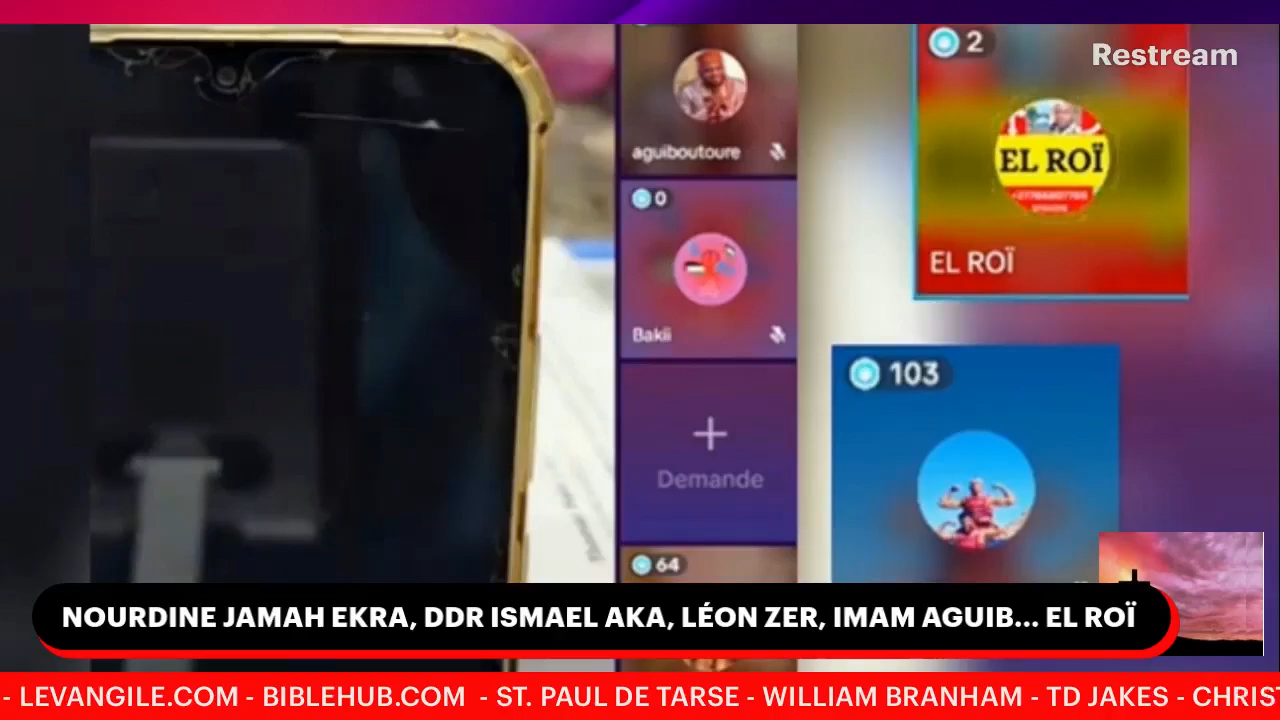 2
Restream
aguiboutoure
EL ROÏ
0
EL ROÏ
Bakii
103
Demande
64
NOURDINE JAMAH EKRA, DDR ISMAEL AKA, LÉON ZER, IMAM AGUIB... EL ROÏ
- LEVANGILE.COM - BIBLEHUB.COM - ST. PAUL DE TARSE - WILLIAM BRANHAM - TD JAKES - CHRIST